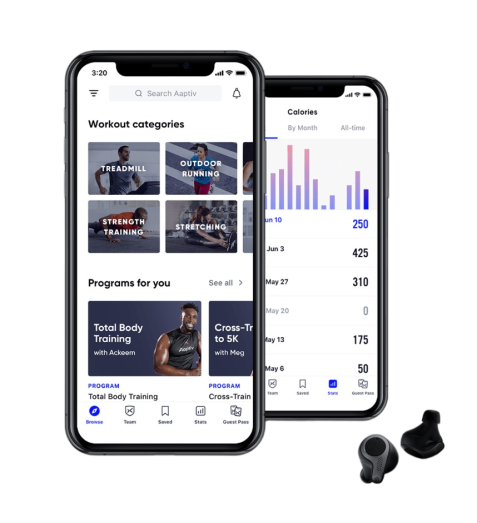 3:20
Search Aaptiv
Workout categories
TREADMILL
OUTDOOR
RUNNING
STRENGTH
TRAINING
STRETCHING
Programs for you
See all >
Total Body
Training
with Ackeem
Cross-Tr
to 5K
with Meg
PROGRAM
Total Body Training
PROGRAM
Cross-Train
Browse
Team
Saved
Stats
Guest Pass
Calories
By Month
All-time
un 10
250
Jun 3
425
May 27
310
May 20
0
May 13
175
May 6
50
Team
Saved
Stats
Guest Pass